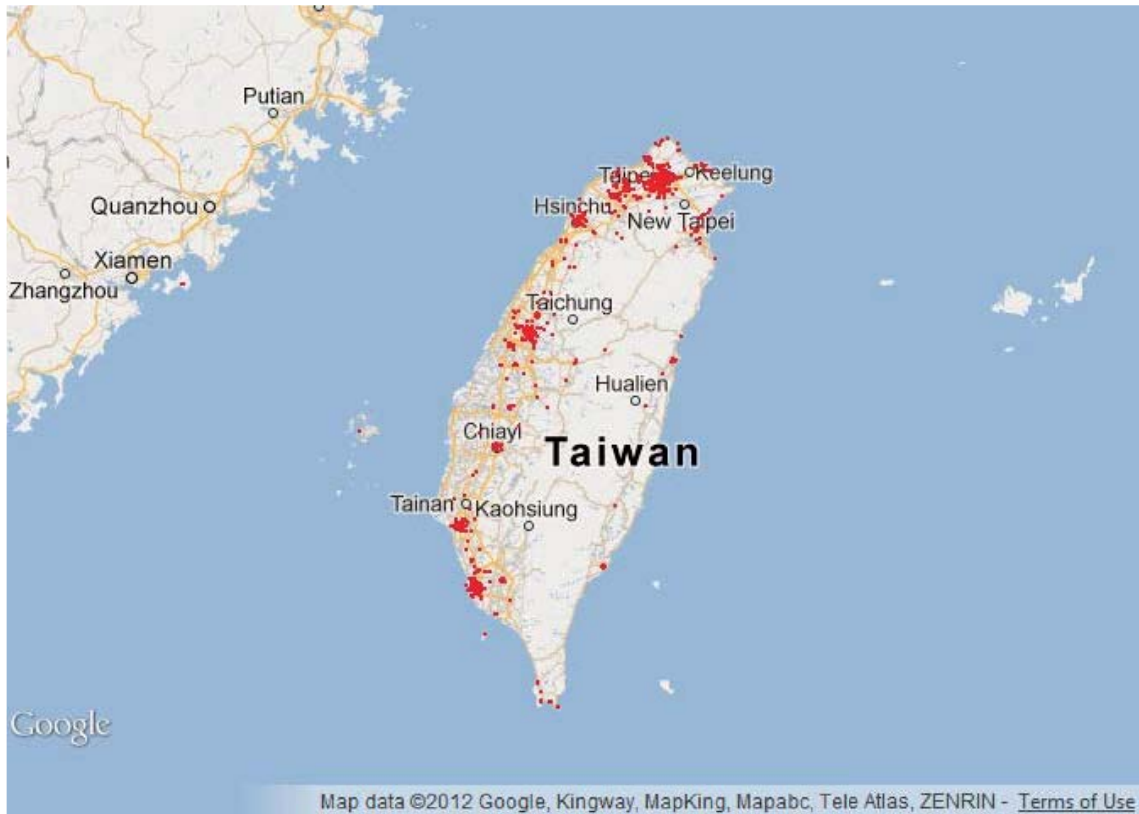 Putian
Taipei
Keelung
Quanzhou
Hsinchu
New Taipei
Xiamen
Zhangzhou
Taichung
Hualien
Chiayi
Taiwan
Tainan
Kaohsiung
Google
Map data ©2012 Google, Kingway, MapKing, Mapabc, Tele Atlas, ZENRIN - Terms of Use